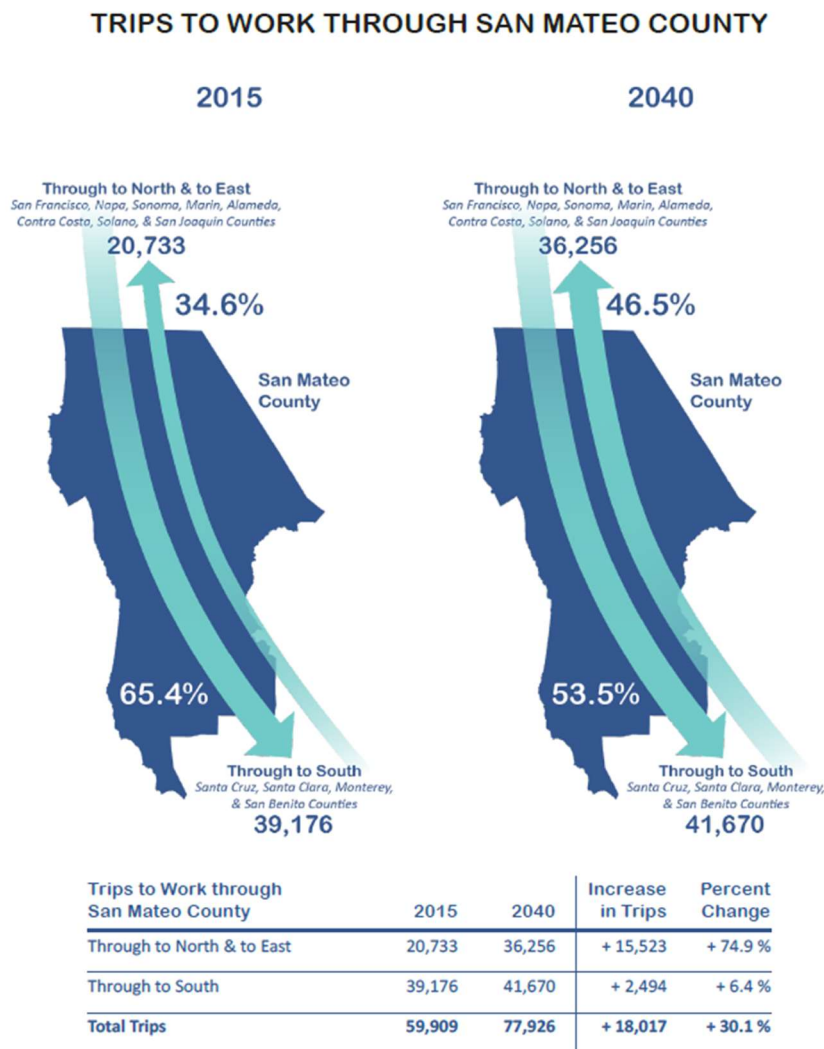 TRIPS TO WORK THROUGH SAN MATEO COUNTY
2015
Through to North & to East
San Francisco, Napa, Sonoma, Marin, Alameda,
Contra Costa, Solano, & San Joaquin Counties
20,733
34.6%
San Mateo
County
65.4%
Through to South
Santa Cruz, Santa Clara, Monterey,
& San Benito Counties
39,176
2040
Through to North & to East
San Francisco, Napa, Sonoma, Marin, Alameda,
Contra Costa, Solano, & San Joaquin Counties
36,256
46.5%
San Mateo
County
53.5%
Through to South
Santa Cruz, Santa Clara, Monterey,
& San Benito Counties
41,670
Trips to Work through San Mateo County 2015 2040 Increase in Trips Percent Change
Through to North & to East 20,733 36,256 + 15,523 + 74.9 %
Through to South 39,176 41,670 + 2,494 + 6.4 %
Total Trips 59,909 77,926 + 18,017 + 30.1 %